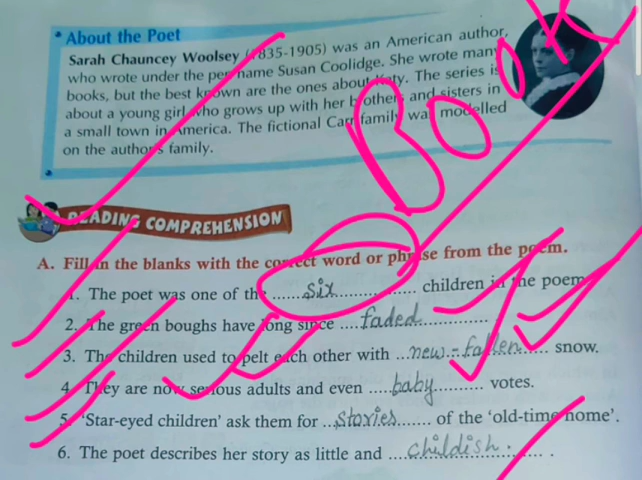 About the Poet
Sarah Chauncey Woolsey (1835-1905) was an American author,
who wrote under the pen name Susan Coolidge. She wrote many
books, but the best known are the ones about Katy. The series is
about a young girl who grows up with her brothers and sisters in
a small town in America. The fictional Carr family was modelled
on the author's family.
BOOK
READING COMPREHENSION
A. Fill in the blanks with the correct word or phrase from the poem.
1. The poet was one of the ......six...... children in the poem
2. The green boughs have long since ....faded............
3. The children used to pelt each other with ...new-fallen..... snow.
4. They are now serious adults and even ....baby.......... votes.
5. 'Star-eyed children' ask them for ...stories....... of the 'old-time home'.
6. The poet describes her story as little and ....childish....... .